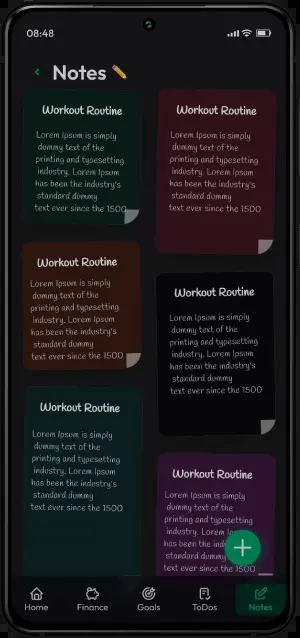 08:48
Notes
Workout Routine
Lorem Ipsum is simply
dummy text of the
printing and typesetting
industry. Lorem Ipsum
has been the industry's
standard dummy
text ever since the 1500
Workout Routine
Lorem Ipsum is simply
dummy text of the
printing and typesetting
industry. Lorem Ipsum
has been the industry's
standard dummy
text ever since the 1500
Workout Routine
Lorem Ipsum is simply
dummy text of the
printing and typesetting
industry. Lorem Ipsum
has been the industry's
standard dummy
text ever since the 1500
Workout Routine
Lorem Ipsum is simply
dummy text of the
printing and typesetting
industry. Lorem Ipsum
has been the industry's
standard dummy
text ever since the 1500
Workout Routine
Lorem Ipsum is simply
dummy text of the
printing and typesetting
industry. Lorem Ipsum
has been the industry's
standard dummy
text ever since the 1500
Workout Routine
Lorem Ipsum is simply
dummy text of the
printing and typesetting
industry. Lorem Ipsum
has been the industry's
standard dummy
text ever since the 1500
Home
Finance
Goals
ToDos
Notes